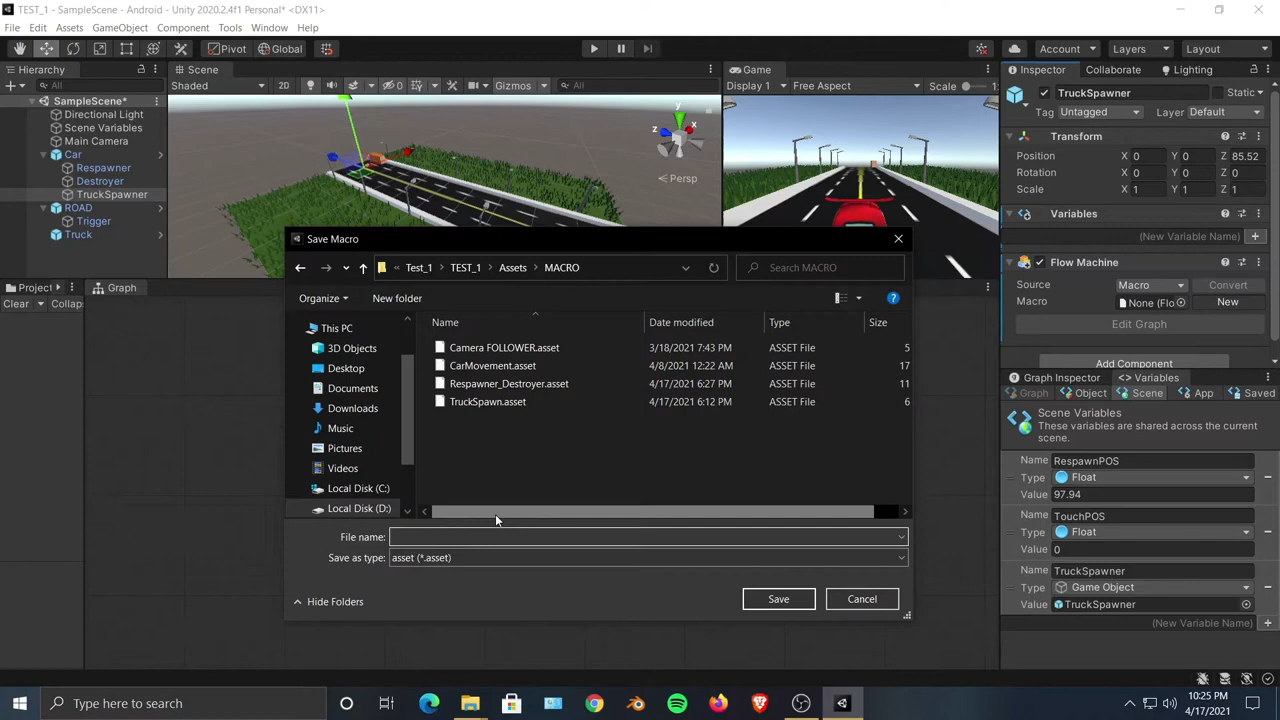 TEST_1 - SampleScene - Android - Unity 2020.2.4f1 Personal* <DX11>
File Edit Assets GameObject Component Tools Window Help
Pivot Global Account Layers Layout
Hierarchy
All
SampleScene*
Directional Light
Scene Variables
Main Camera
Car
Respawner
Destroyer
TruckSpawner
ROAD
Trigger
Truck
Scene
Shaded 2D 0 Gizmos All
y
x
z
Persp
Game
Display 1 Free Aspect Scale
Inspector Collaborate Lighting
TruckSpawner Static
Tag Untagged Layer Default
Transform
Position X 0 Y 0 Z 85.52
Rotation X 0 Y 0 Z 0
Scale X 1 Y 1 Z 1
Variables
(New Variable Name)
Flow Machine
Source Macro Convert
Macro None (Flo New
Edit Graph
Add Component
Project Console
Clear Collaps
Graph
Save Macro
Test_1 TEST_1 Assets MACRO Search MACRO
Organize New folder
This PC
3D Objects
Desktop
Documents
Downloads
Music
Pictures
Videos
Local Disk (C:)
Local Disk (D:)
Name Date modified Type Size
Camera FOLLOWER.asset 3/18/2021 7:43 PM ASSET File 5
CarMovement.asset 4/8/2021 12:22 AM ASSET File 17
Respawner_Destroyer.asset 4/17/2021 6:27 PM ASSET File 11
TruckSpawn.asset 4/17/2021 6:12 PM ASSET File 6
File name:
Save as type: asset (*.asset)
Hide Folders Save Cancel
Graph Inspector Variables
Graph Object Scene App Saved
Scene Variables
These variables are shared across the current
scene.
Name RespawnPOS
Type Float
Value 97.94
Name TouchPOS
Type Float
Value 0
Name TruckSpawner
Type Game Object
Value TruckSpawner
(New Variable Name)
Type here to search
10:25 PM
4/17/2021